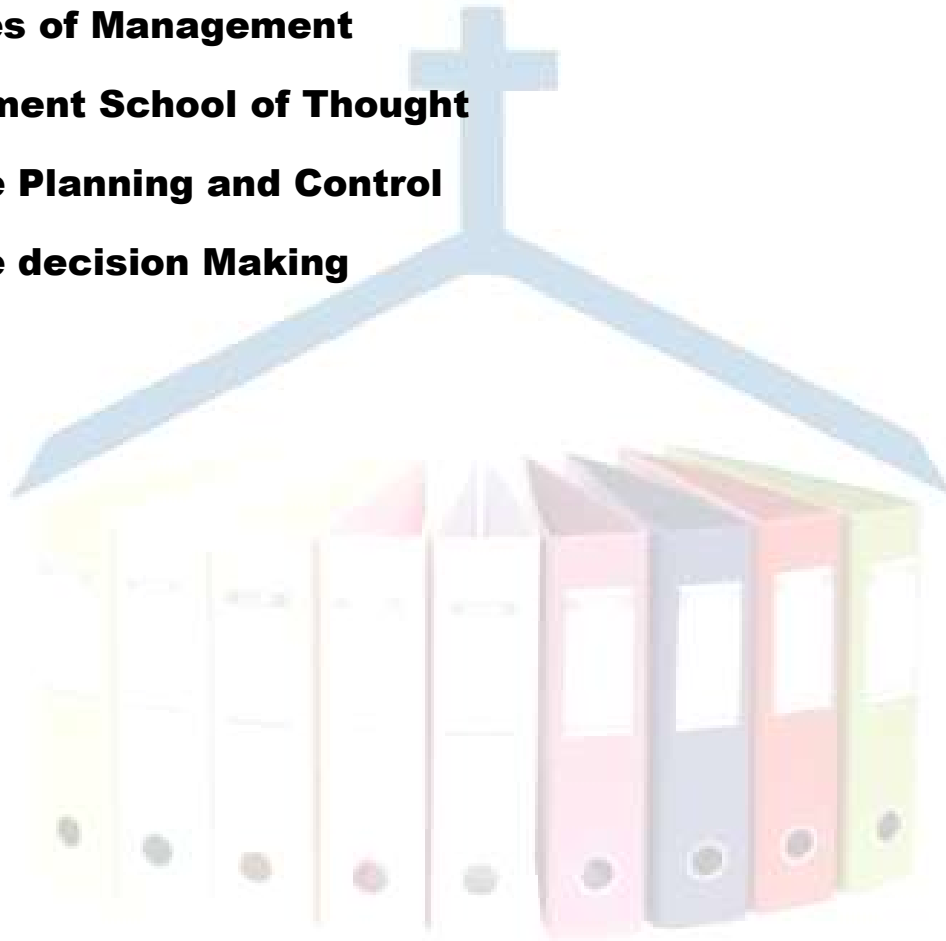 es of Management
ment School of Thought
e Planning and Control
e decision Making